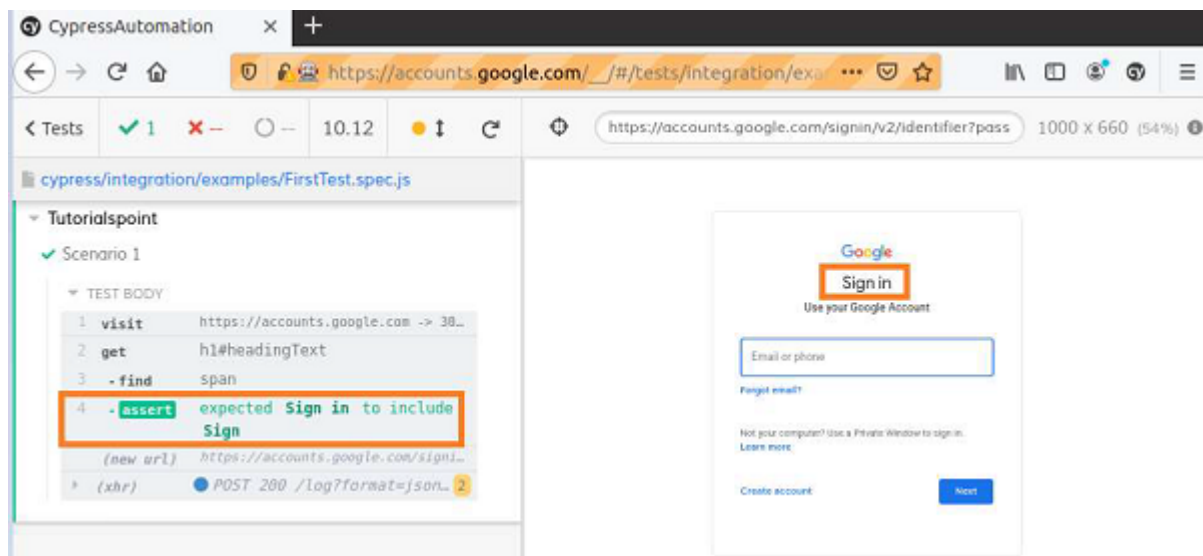 CypressAutomation
https://accounts.google.com/__/#/tests/integration/exa
Tests 1 -- -- 10.12
https://accounts.google.com/signin/v2/identifier?pass 1000 x 660 (54%)
cypress/integration/examples/FirstTest.spec.js
Tutorialspoint
Scenario 1
TEST BODY
1 visit https://accounts.google.com -> 30…
2 get h1#headingText
3 - find span
4 - assert expected Sign in to include
Sign
(new url) https://accounts.google.com/signi…
(xhr) POST 200 /log?format=json… 2
Google
Sign in
Use your Google Account
Email or phone
Forgot email?
Not your computer? Use a Private Window to sign in.
Learn more
Create account Next